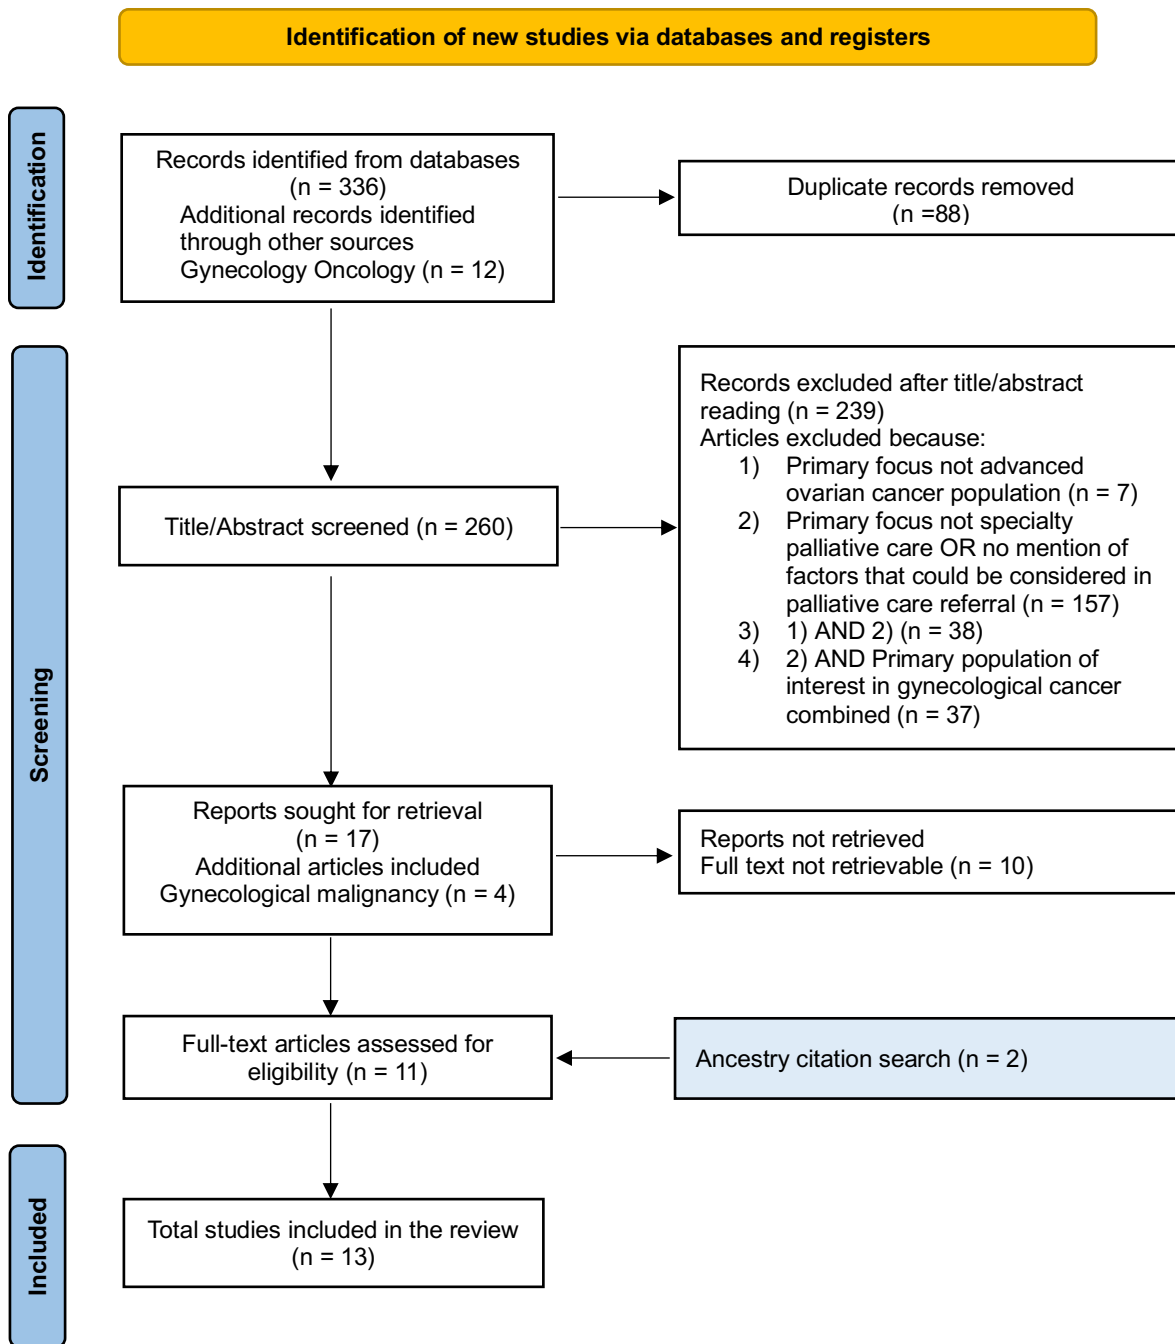 Identification of new studies via databases and registers
Identification
Records identified from databases
(n = 336)
Additional records identified
through other sources
Gynecology Oncology (n = 12)
Duplicate records removed
(n =88)
Screening
Title/Abstract screened (n = 260)
Records excluded after title/abstract
reading (n = 239)
Articles excluded because:
1) Primary focus not advanced
ovarian cancer population (n = 7)
2) Primary focus not specialty
palliative care OR no mention of
factors that could be considered in
palliative care referral (n = 157)
3) 1) AND 2) (n = 38)
4) 2) AND Primary population of
interest in gynecological cancer
combined (n = 37)
Reports sought for retrieval
(n = 17)
Additional articles included
Gynecological malignancy (n = 4)
Reports not retrieved
Full text not retrievable (n = 10)
Full-text articles assessed for
eligibility (n = 11)
Ancestry citation search (n = 2)
Included
Total studies included in the review
(n = 13)